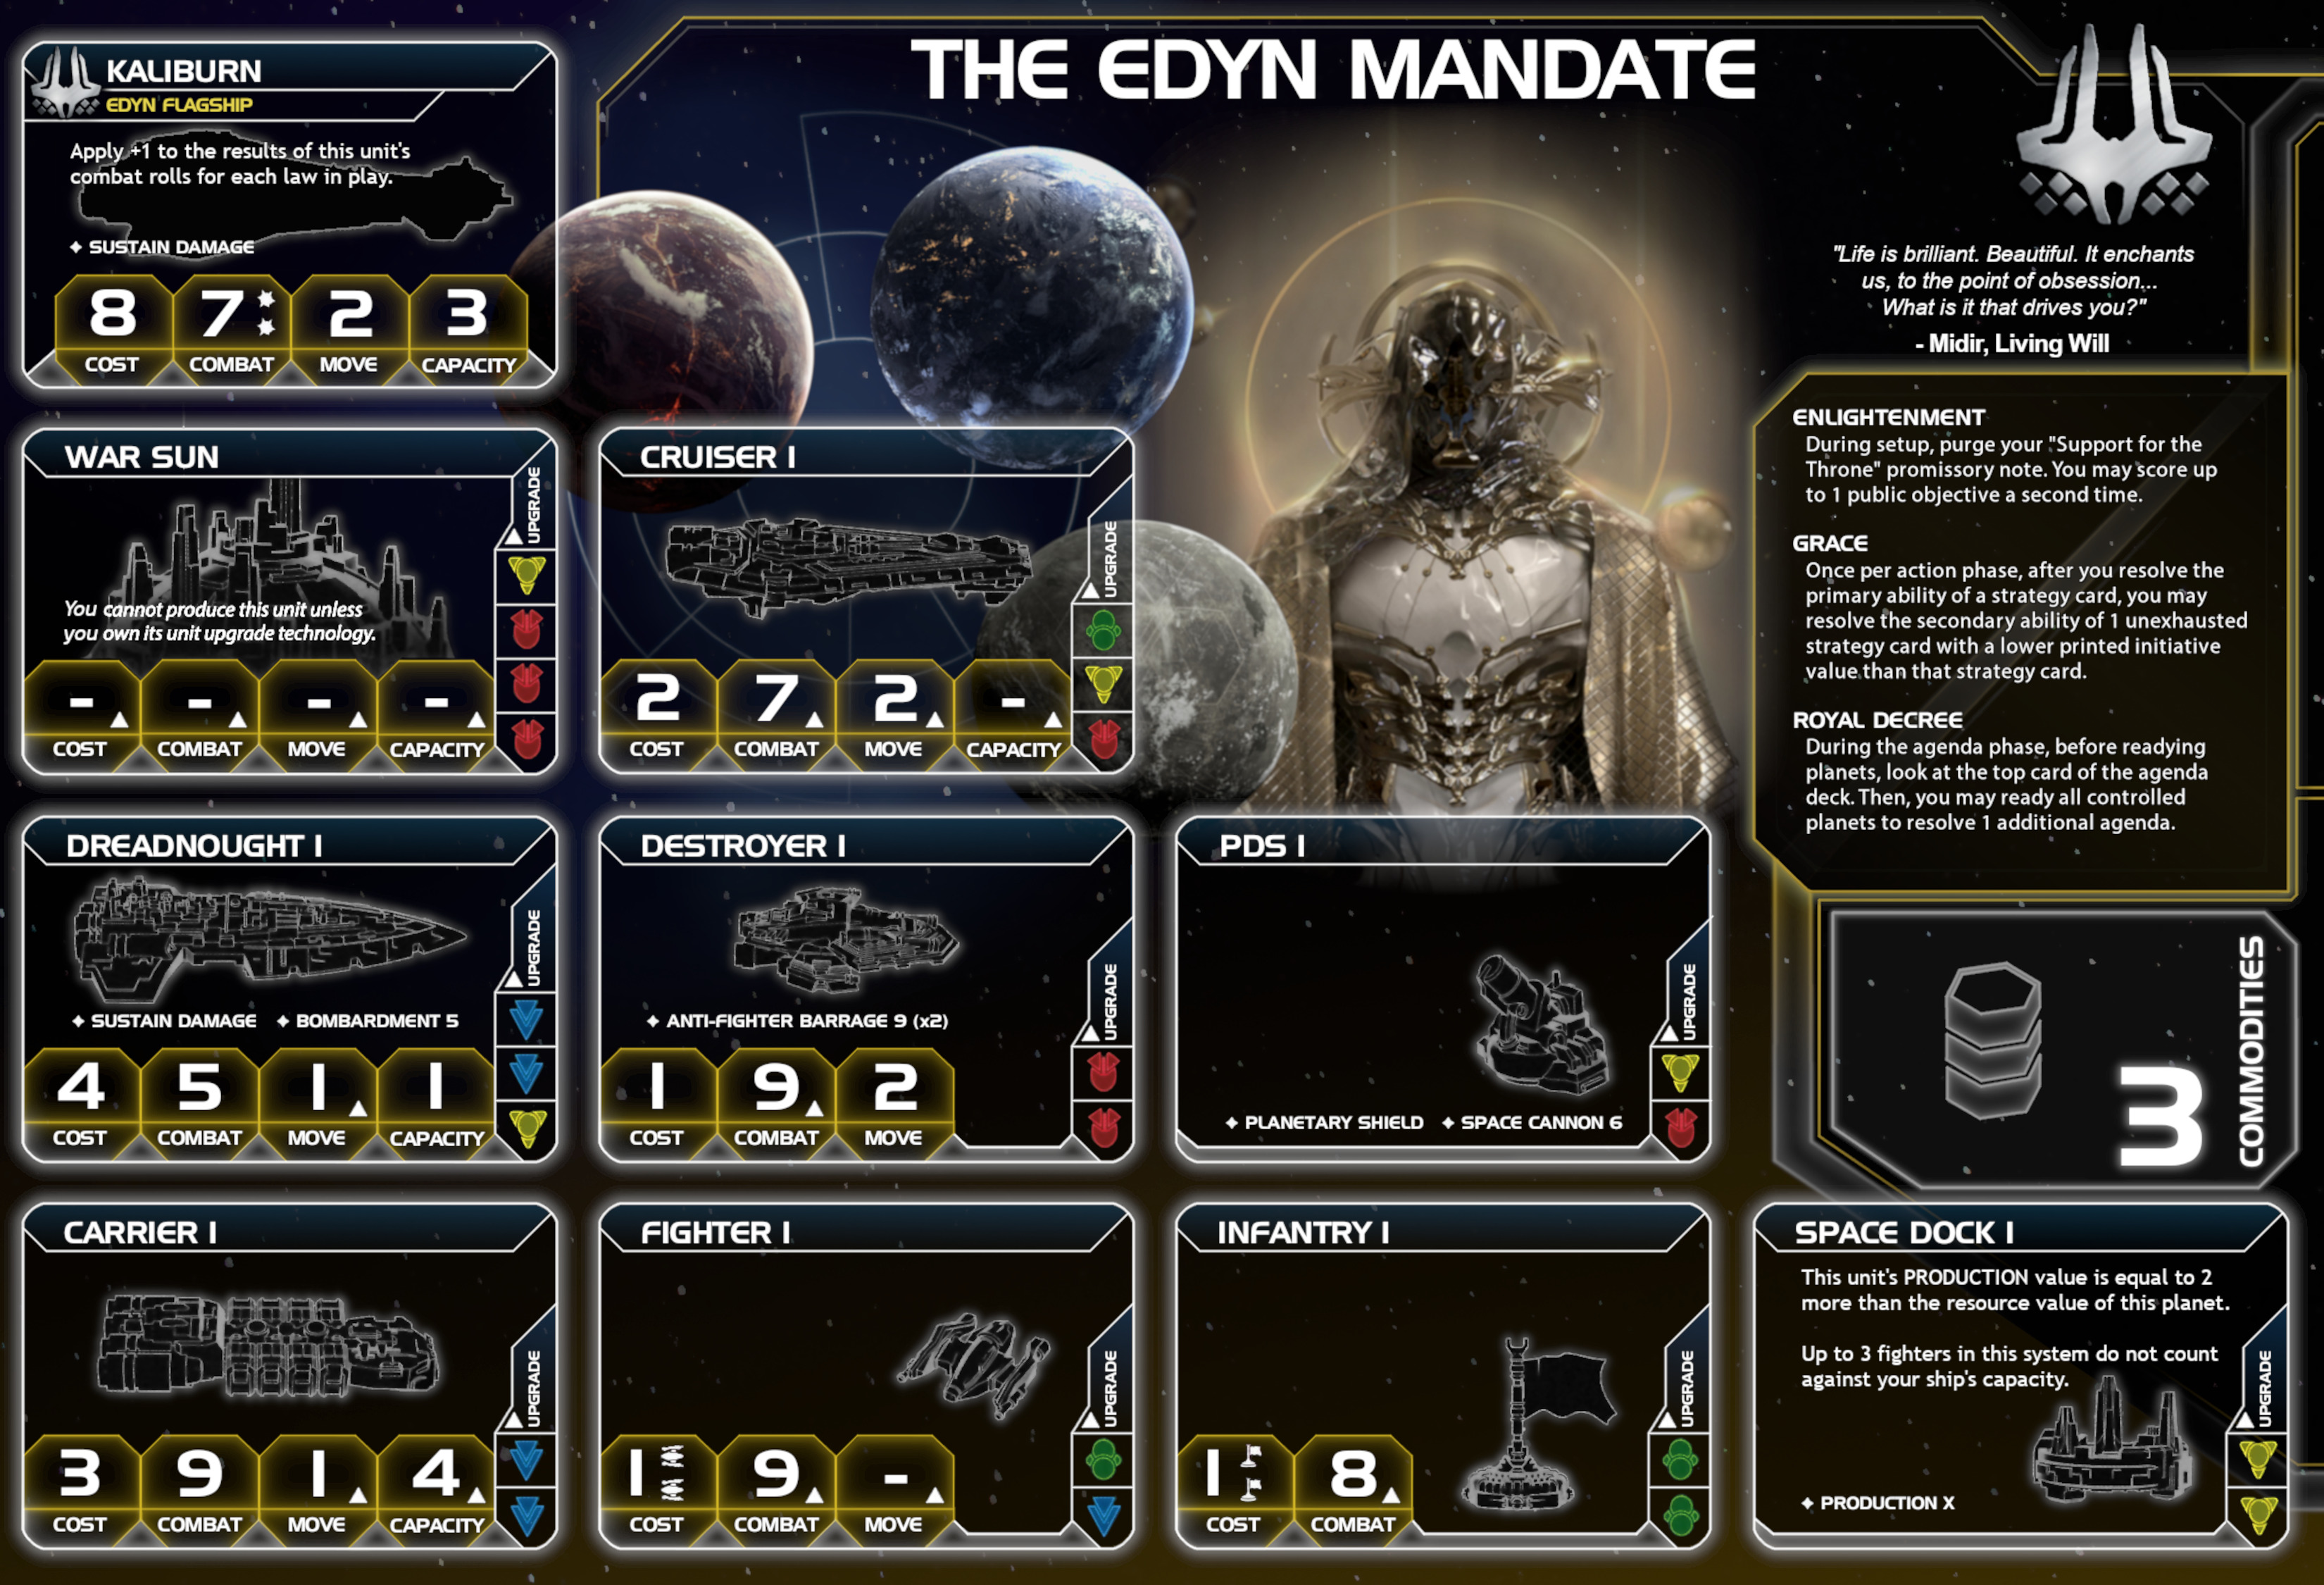 THE EDYN MANDATE
KALIBURN
EDYN FLAGSHIP
Apply +1 to the results of this unit's
combat rolls for each law in play.
SUSTAIN DAMAGE
8 7 2 3
COST COMBAT MOVE CAPACITY
"Life is brilliant. Beautiful. It enchants
us, to the point of obsession...
What is it that drives you?"
- Midir, Living Will
WAR SUN
UPGRADE
You cannot produce this unit unless
you own its unit upgrade technology.
- - - -
COST COMBAT MOVE CAPACITY
CRUISER I
UPGRADE
2 7 2 -
COST COMBAT MOVE CAPACITY
ENLIGHTENMENT
During setup, purge your "Support for the
Throne" promissory note. You may score up
to 1 public objective a second time.
GRACE
Once per action phase, after you resolve the
primary ability of a strategy card, you may
resolve the secondary ability of 1 unexhausted
strategy card with a lower printed initiative
value than that strategy card.
ROYAL DECREE
During the agenda phase, before readying
planets, look at the top card of the agenda
deck. Then, you may ready all controlled
planets to resolve 1 additional agenda.
DREADNOUGHT I
UPGRADE
SUSTAIN DAMAGE BOMBARDMENT 5
4 5 1 1
COST COMBAT MOVE CAPACITY
DESTROYER I
UPGRADE
ANTI-FIGHTER BARRAGE 9 (x2)
1 9 2
COST COMBAT MOVE
PDS I
UPGRADE
PLANETARY SHIELD SPACE CANNON 6
3
COMMODITIES
CARRIER I
UPGRADE
3 9 1 4
COST COMBAT MOVE CAPACITY
FIGHTER I
UPGRADE
1 9 -
COST COMBAT MOVE
INFANTRY I
UPGRADE
1 8
COST COMBAT
SPACE DOCK I
This unit's PRODUCTION value is equal to 2
more than the resource value of this planet.
Up to 3 fighters in this system do not count
against your ship's capacity.
UPGRADE
PRODUCTION X